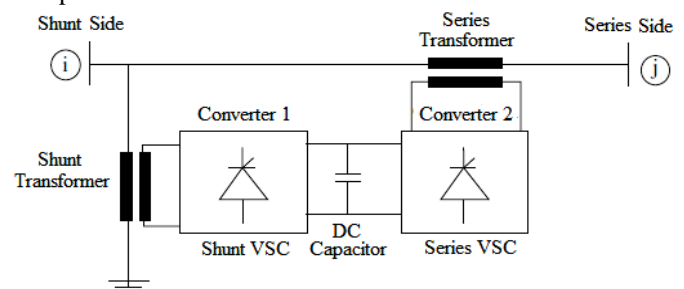 Shunt Side
Series
Transformer
Series Side
i
j
Converter 1
Converter 2
Shunt
Transformer
DC
Capacitor
Shunt VSC
Series VSC